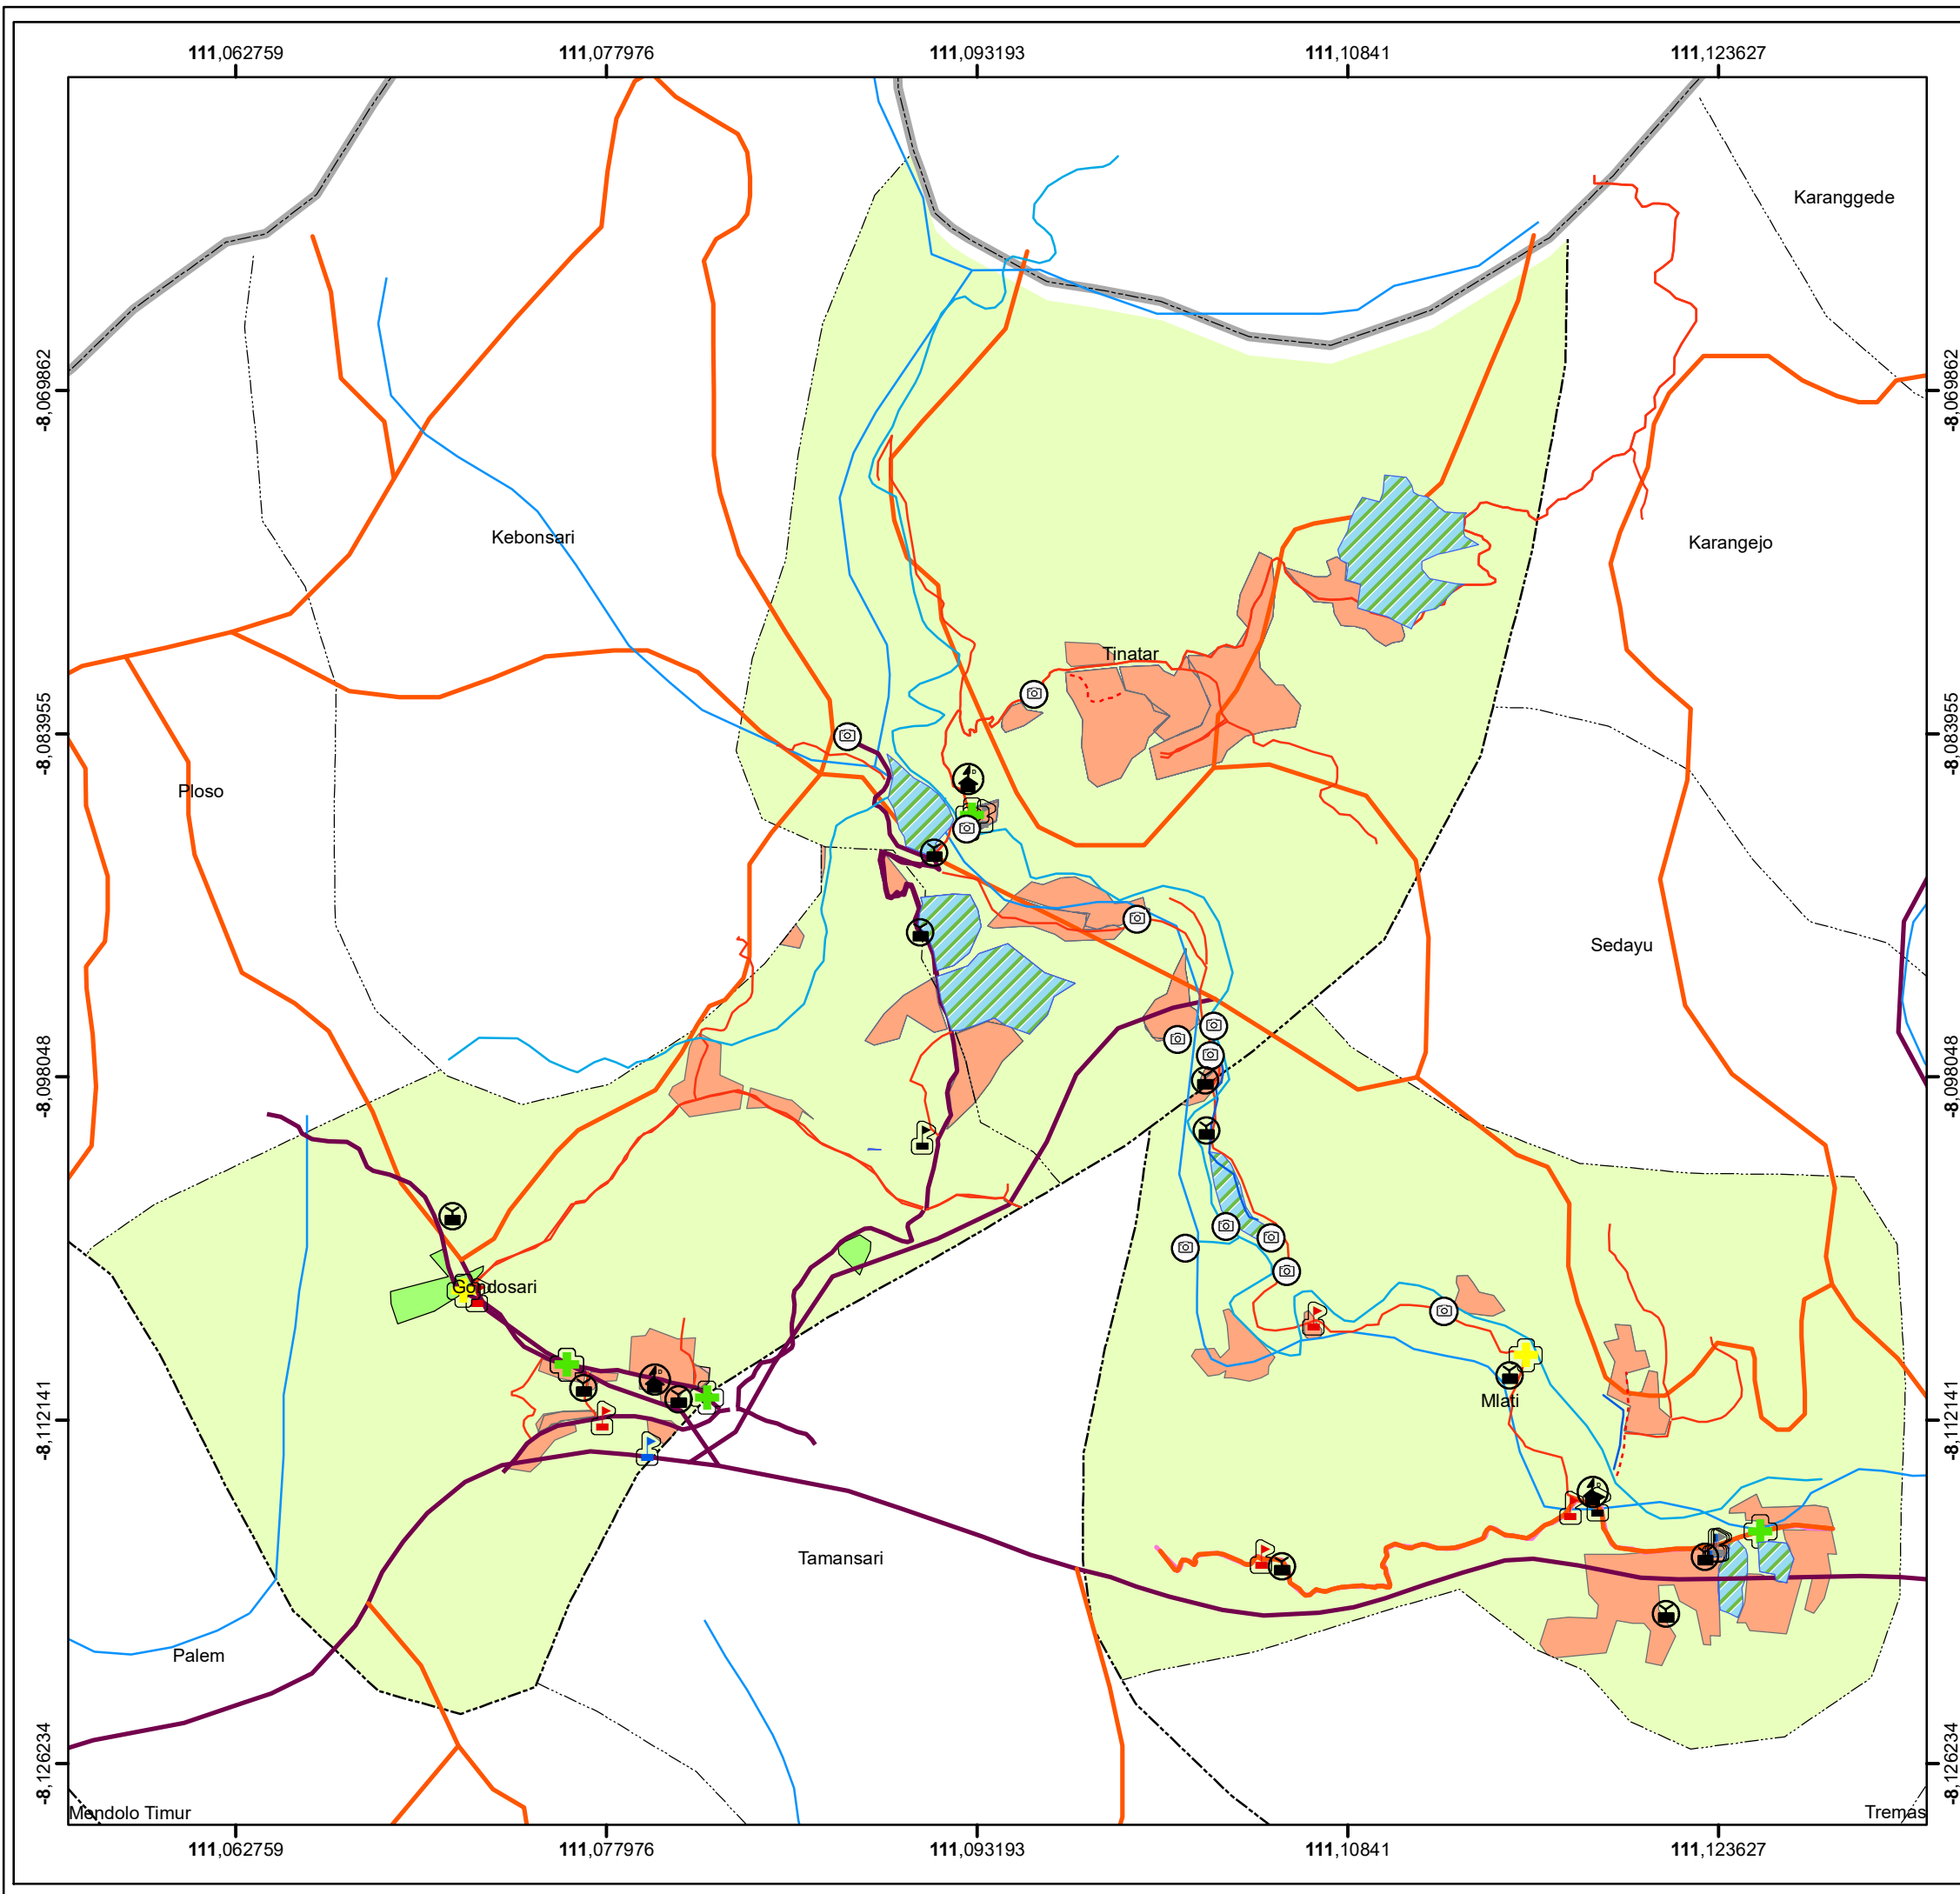 111,062759 111,077976 111,093193 111,10841 111,123627
Karanggede
-8,069862 -8,069862
Kebonsari
Karangejo
Tinatar
-8,083955 -8,083955
Ploso
Sedayu
-8,098048 -8,098048
Gondosari
Mlati
-8,112141 -8,112141
Tamansari
Palem
-8,126234 -8,126234
Mendolo Timur
Tremas
111,062759 111,077976 111,093193 111,10841 111,123627